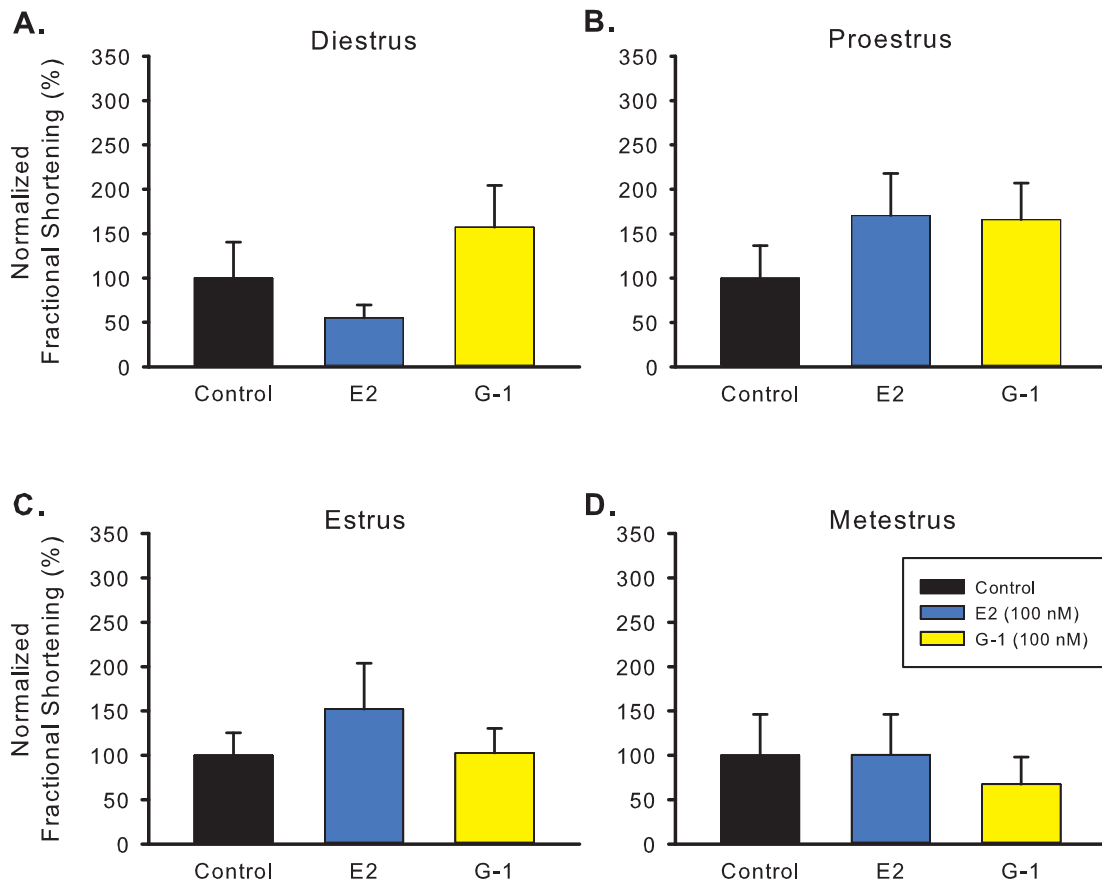 A.
Diestrus
Normalized
Fractional Shortening (%)
350
300
250
200
150
100
50
0
Control E2 G-1
B.
Proestrus
350
300
250
200
150
100
50
0
Control E2 G-1
C.
Estrus
Normalized
Fractional Shortening (%)
350
300
250
200
150
100
50
0
Control E2 G-1
D.
Metestrus
350
300
250
200
150
100
50
0
Control
E2 (100 nM)
G-1 (100 nM)
Control E2 G-1